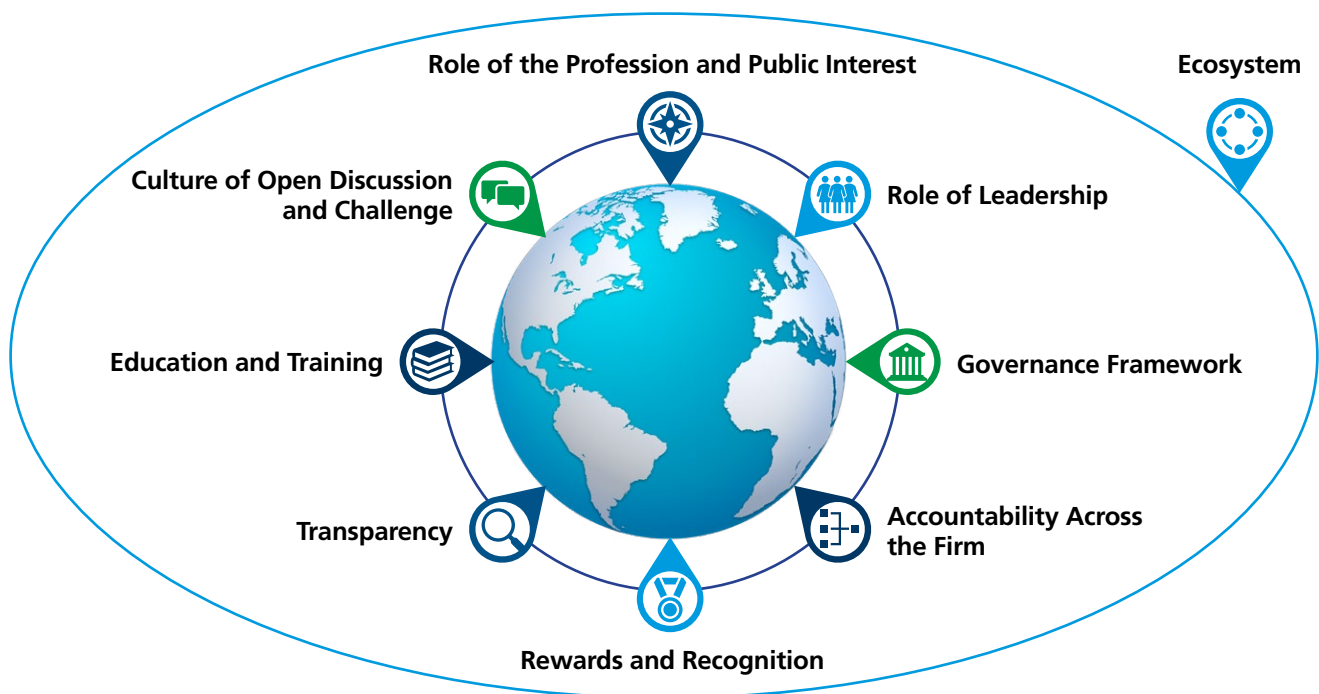 Role of the Profession and Public Interest
Ecosystem
Culture of Open Discussion
and Challenge
Role of Leadership
Education and Training
Governance Framework
Transparency
Accountability Across
the Firm
Rewards and Recognition